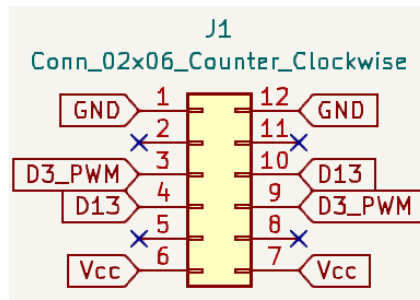 J1
Conn_02x06_Counter_Clockwise
GND 1 12 GND
2 11
D3_PWM 3 10 D13
D13 4 9 D3_PWM
5 8
Vcc 6 7 Vcc